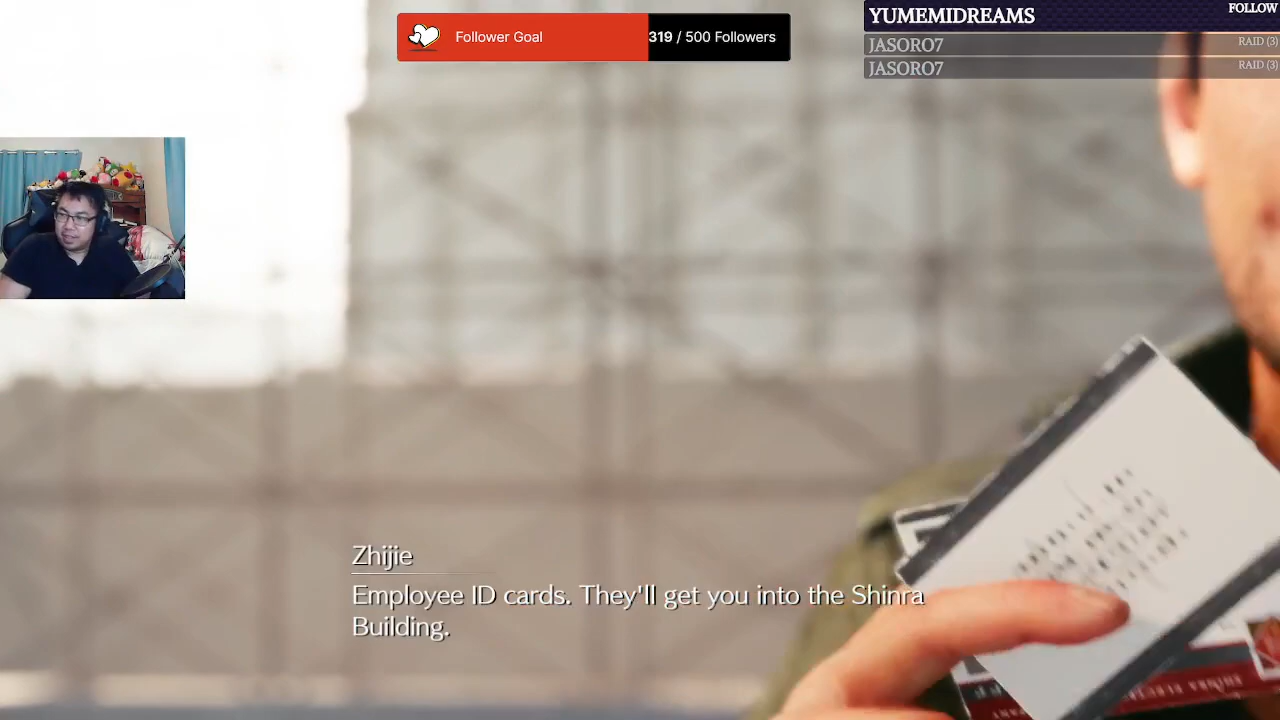 Follower Goal
319 / 500 Followers
YUMEMIDREAMS
FOLLOW
JASORO7
RAID (3)
JASORO7
RAID (3)
Zhijie
Employee ID cards. They'll get you into the Shinra
Building.